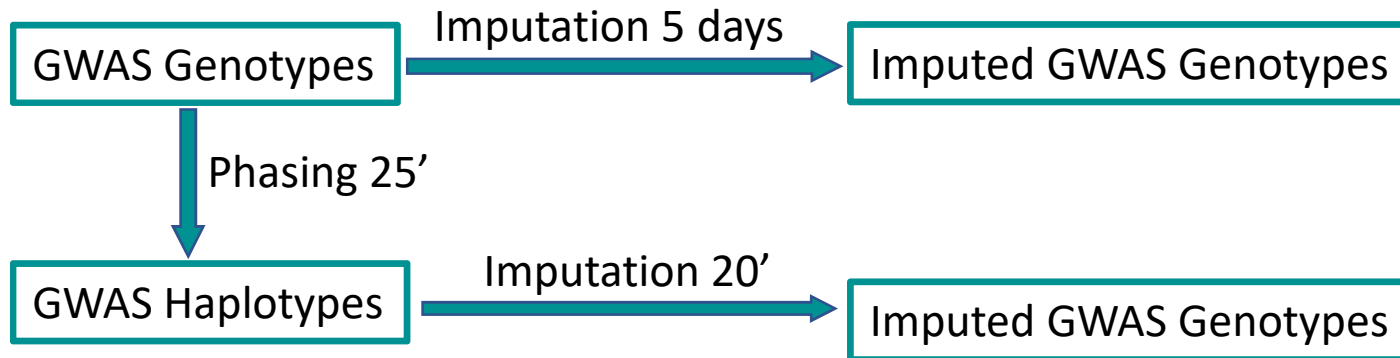 Imputation 5 days
GWAS Genotypes
Imputed GWAS Genotypes
Phasing 25’
Imputation 20’
GWAS Haplotypes
Imputed GWAS Genotypes